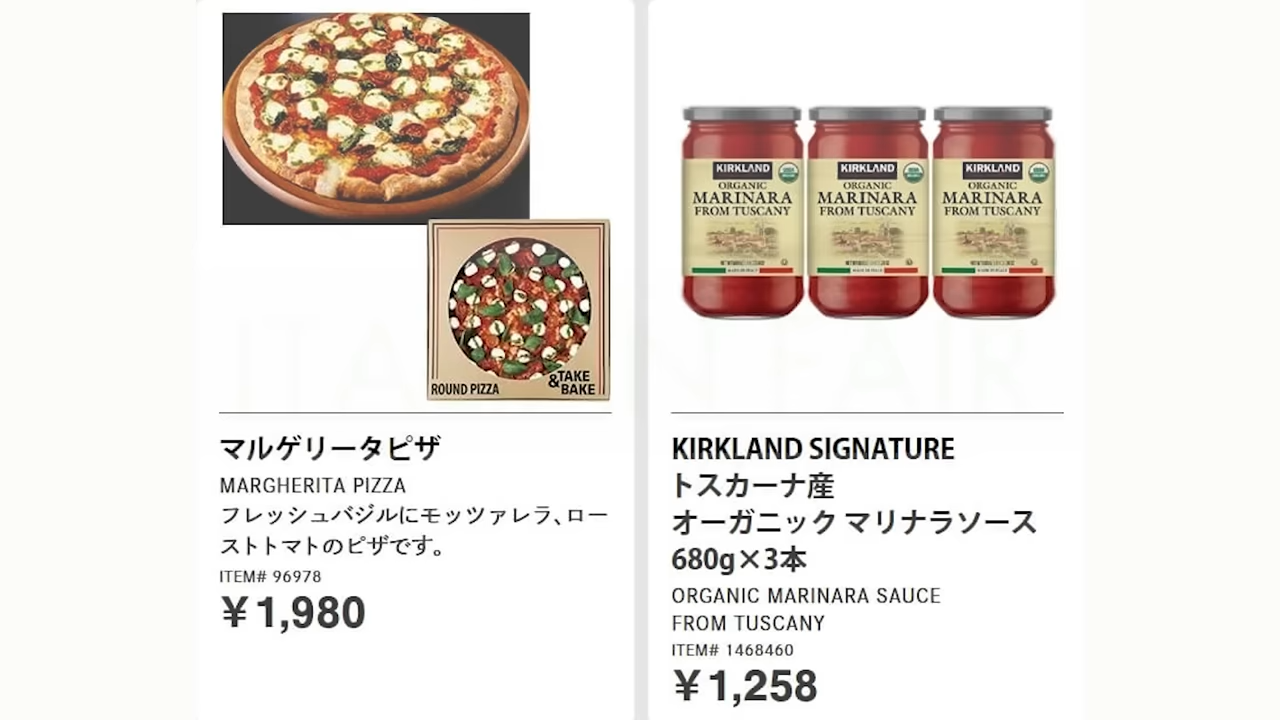 ROUND PIZZA
TAKE
& BAKE
マルゲリータピザ
MARGHERITA PIZZA
フレッシュバジルにモッツァレラ、ロー
ストトマトのピザです。
ITEM# 96978
¥1,980
KIRKLAND
ORGANIC
MARINARA
FROM TUSCANY
KIRKLAND
ORGANIC
MARINARA
FROM TUSCANY
KIRKLAND
ORGANIC
MARINARA
FROM TUSCANY
KIRKLAND SIGNATURE
トスカーナ産
オーガニック マリナラソース
680g×3本
ORGANIC MARINARA SAUCE
FROM TUSCANY
ITEM# 1468460
¥1,258